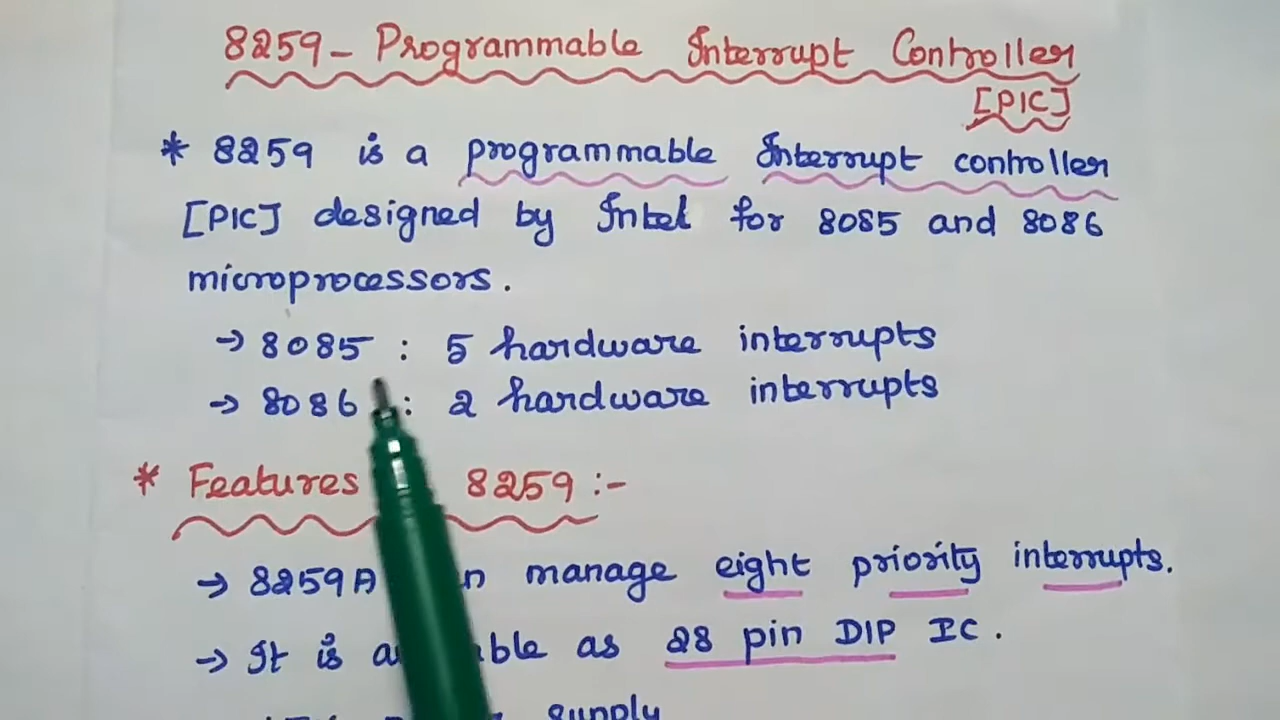 8259 - Programmable Interrupt Controller
[PIC]
* 8259 is a programmable Interrupt controller
[PIC] designed by Intel for 8085 and 8086
microprocessors.
→ 8085 : 5 hardware interrupts
→ 8086 : 2 hardware interrupts
* Features 8259 :-
→ 8259A manage eight priority interrupts.
→ It is as 28 pin DIP IC.
supply